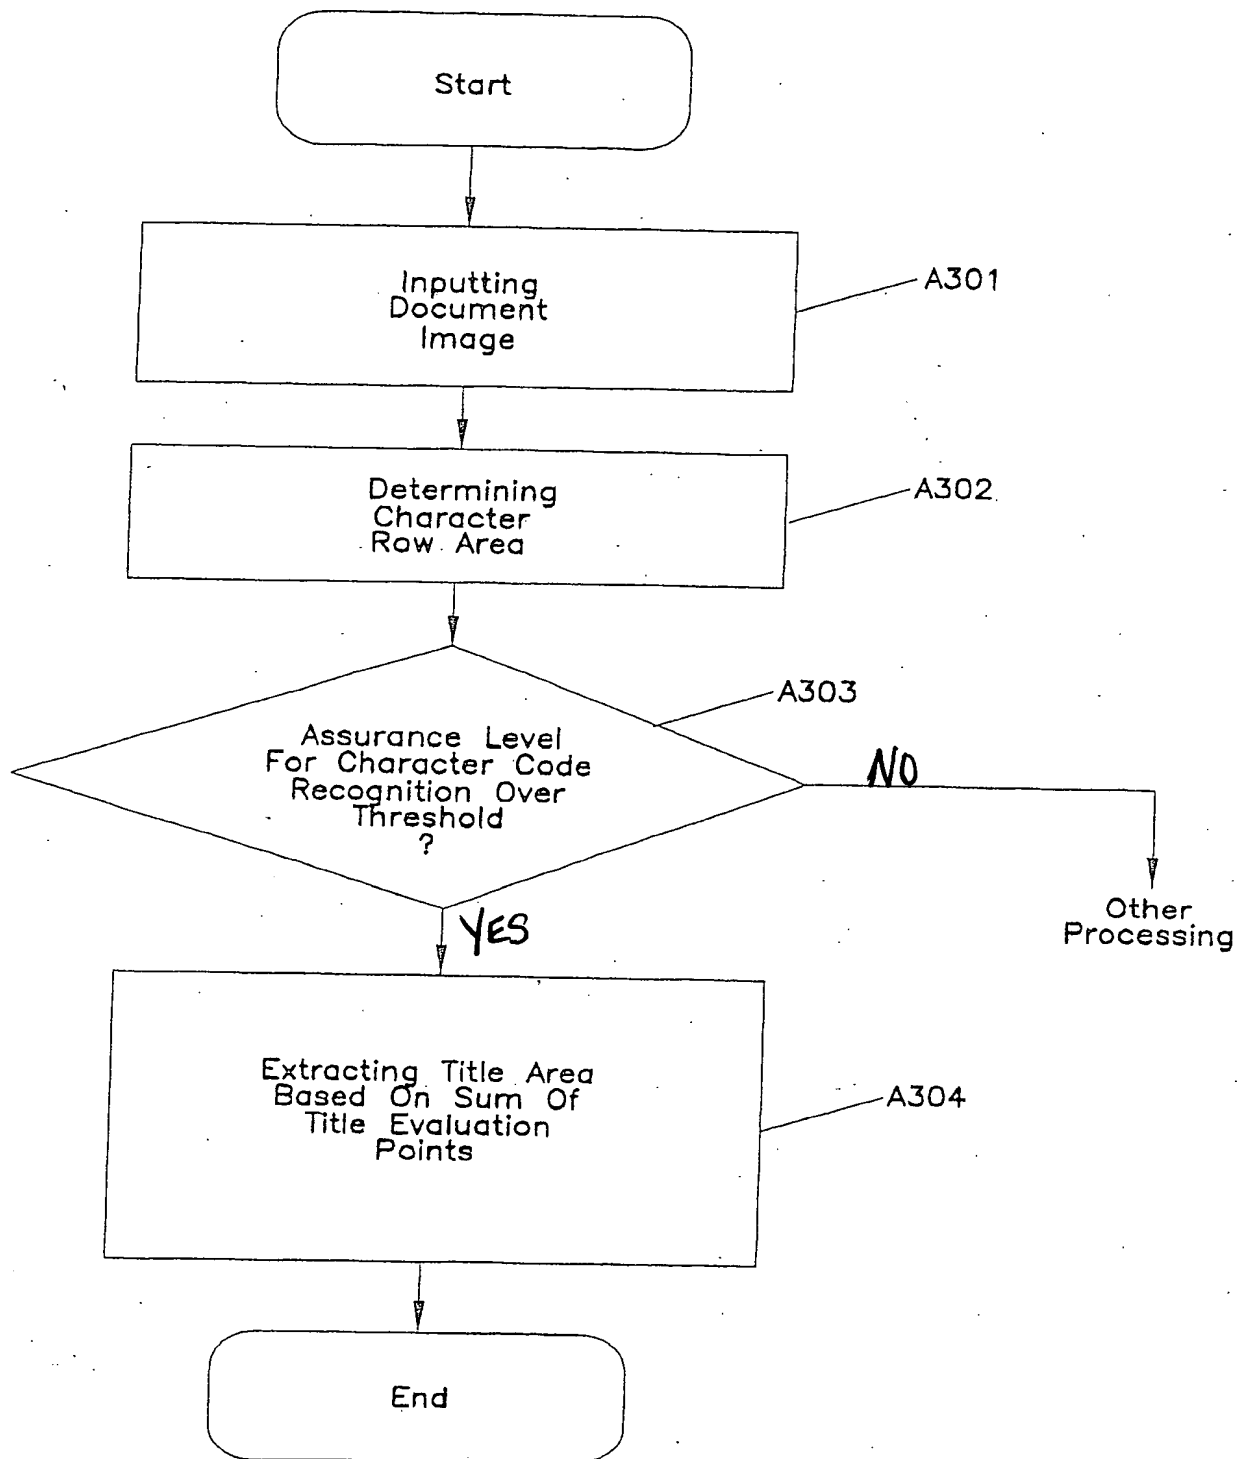 Start
Inputting
Document
Image
A301
Determining
Character
Row Area
A302
A303
Assurance Level
For Character Code
Recognition Over
Threshold
?
NO
YES
Other
Processing
Extracting Title Area
Based On Sum Of
Title Evaluation
Points
A304
End